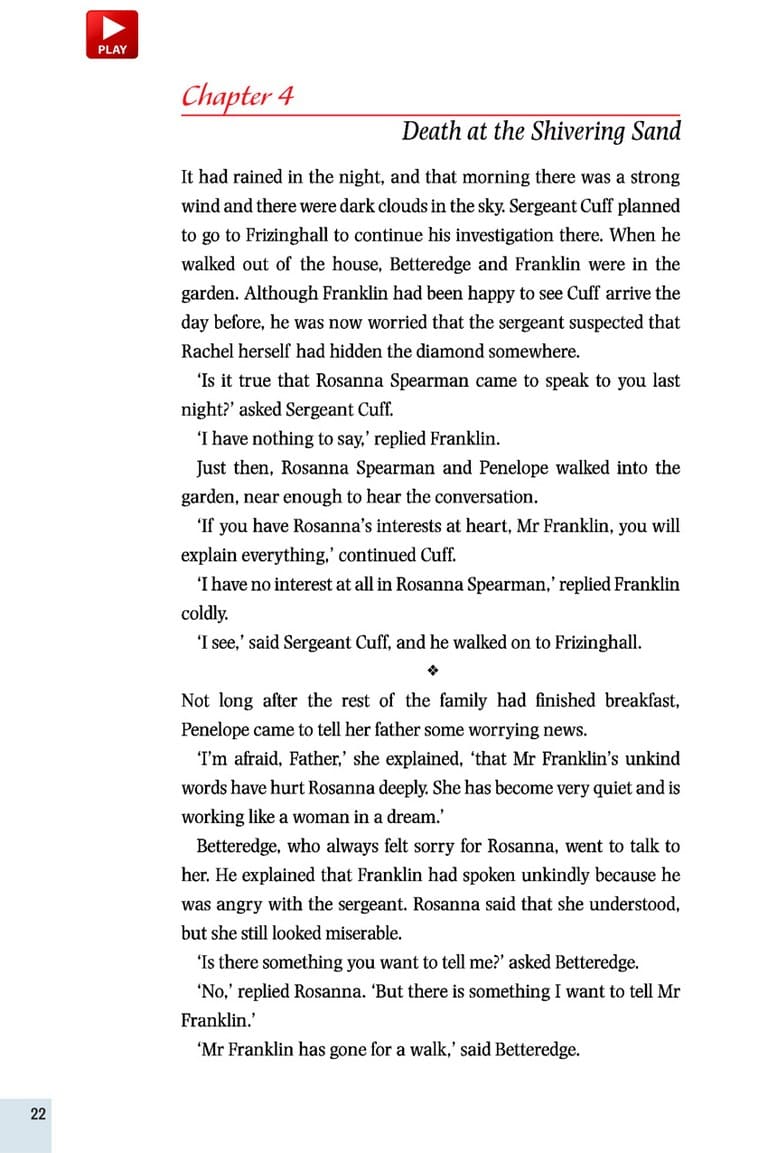 PLAY
Chapter 4
Death at the Shivering Sand
It had rained in the night, and that morning there was a strong
wind and there were dark clouds in the sky. Sergeant Cuff planned
to go to Frizinghall to continue his investigation there. When he
walked out of the house, Betteredge and Franklin were in the
garden. Although Franklin had been happy to see Cuff arrive the
day before, he was now worried that the sergeant suspected that
Rachel herself had hidden the diamond somewhere.
‘Is it true that Rosanna Spearman came to speak to you last
night?’ asked Sergeant Cuff.
‘I have nothing to say,’ replied Franklin.
Just then, Rosanna Spearman and Penelope walked into the
garden, near enough to hear the conversation.
‘If you have Rosanna’s interests at heart, Mr Franklin, you will
explain everything,’ continued Cuff.
‘I have no interest at all in Rosanna Spearman,’ replied Franklin
coldly.
‘I see,’ said Sergeant Cuff, and he walked on to Frizinghall.
❖
Not long after the rest of the family had finished breakfast,
Penelope came to tell her father some worrying news.
‘I’m afraid, Father,’ she explained, ‘that Mr Franklin’s unkind
words have hurt Rosanna deeply. She has become very quiet and is
working like a woman in a dream.’
Betteredge, who always felt sorry for Rosanna, went to talk to
her. He explained that Franklin had spoken unkindly because he
was angry with the sergeant. Rosanna said that she understood,
but she still looked miserable.
‘Is there something you want to tell me?’ asked Betteredge.
‘No,’ replied Rosanna. ‘But there is something I want to tell Mr
Franklin.’
‘Mr Franklin has gone for a walk,’ said Betteredge.
22